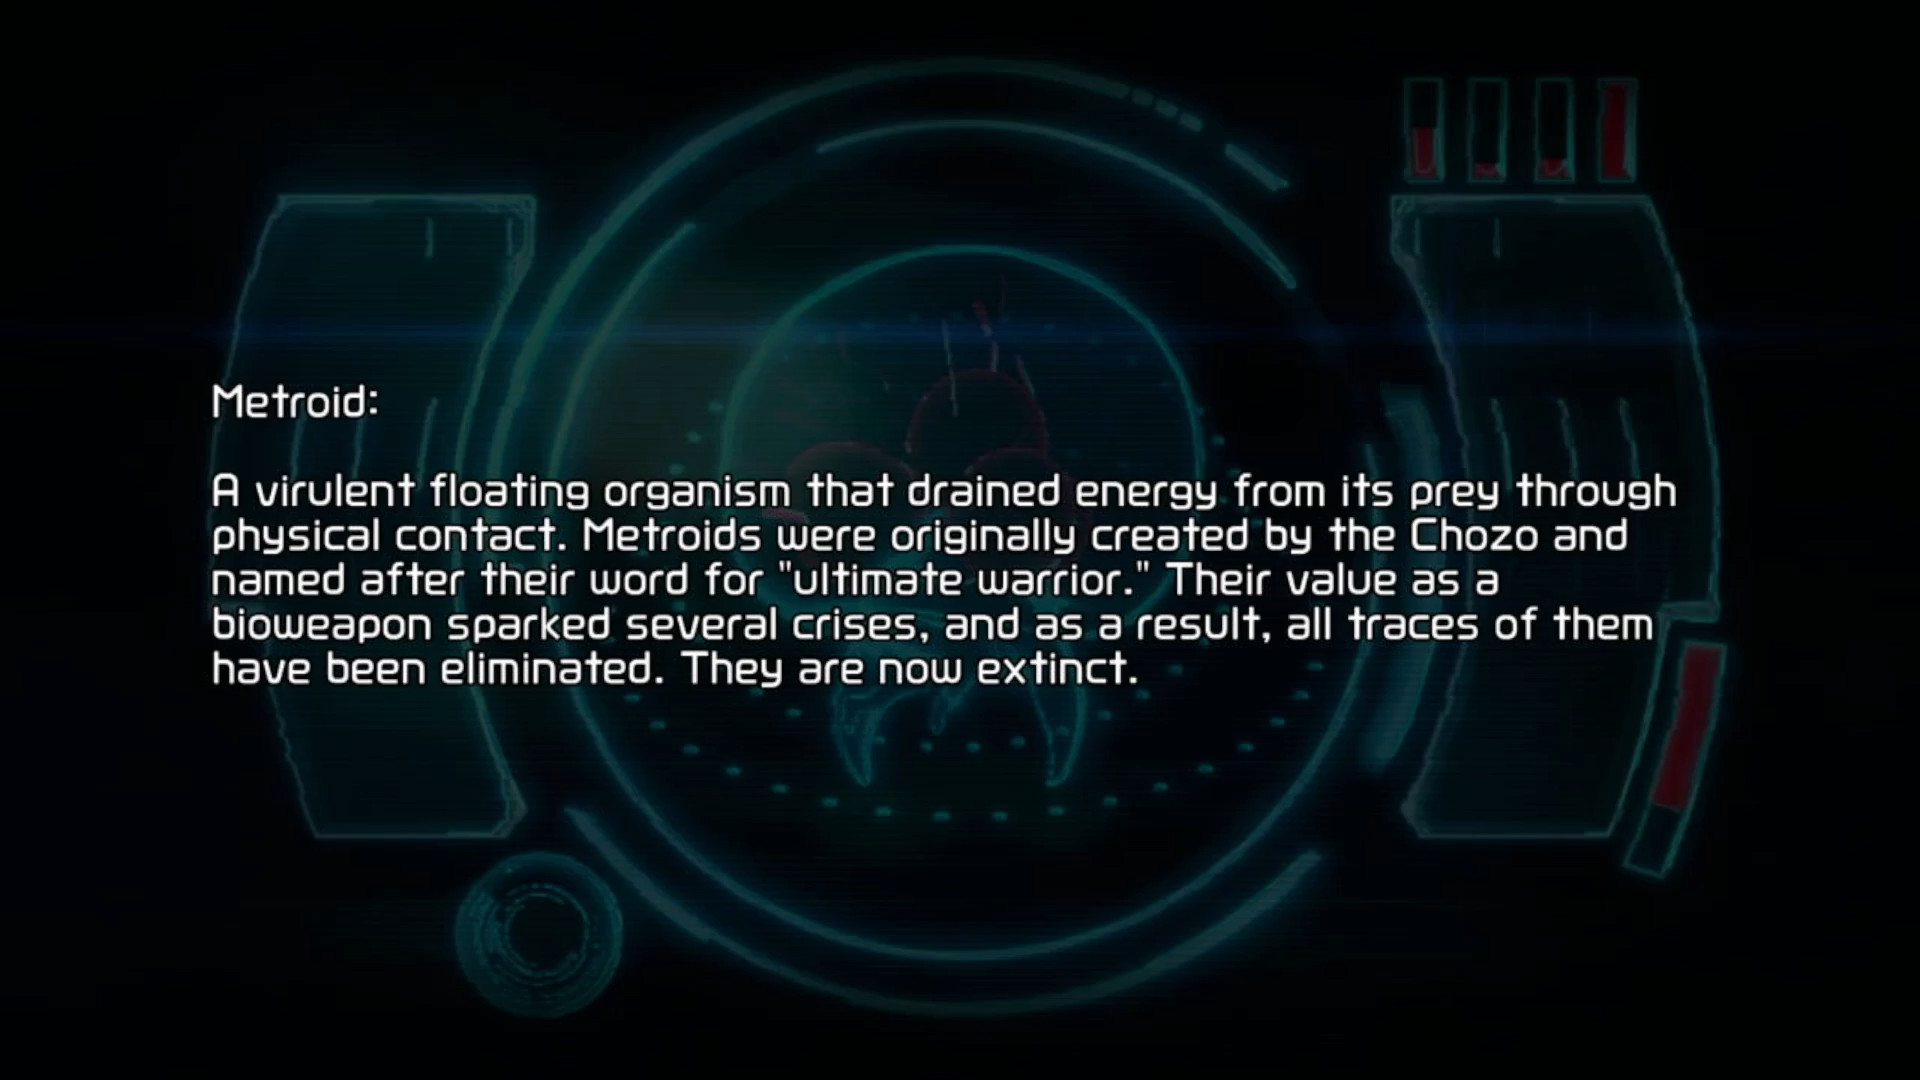 Metroid:
A virulent floating organism that drained energy from its prey through
physical contact. Metroids were originally created by the Chozo and
named after their word for "ultimate warrior." Their value as a
bioweapon sparked several crises, and as a result, all traces of them
have been eliminated. They are now extinct.